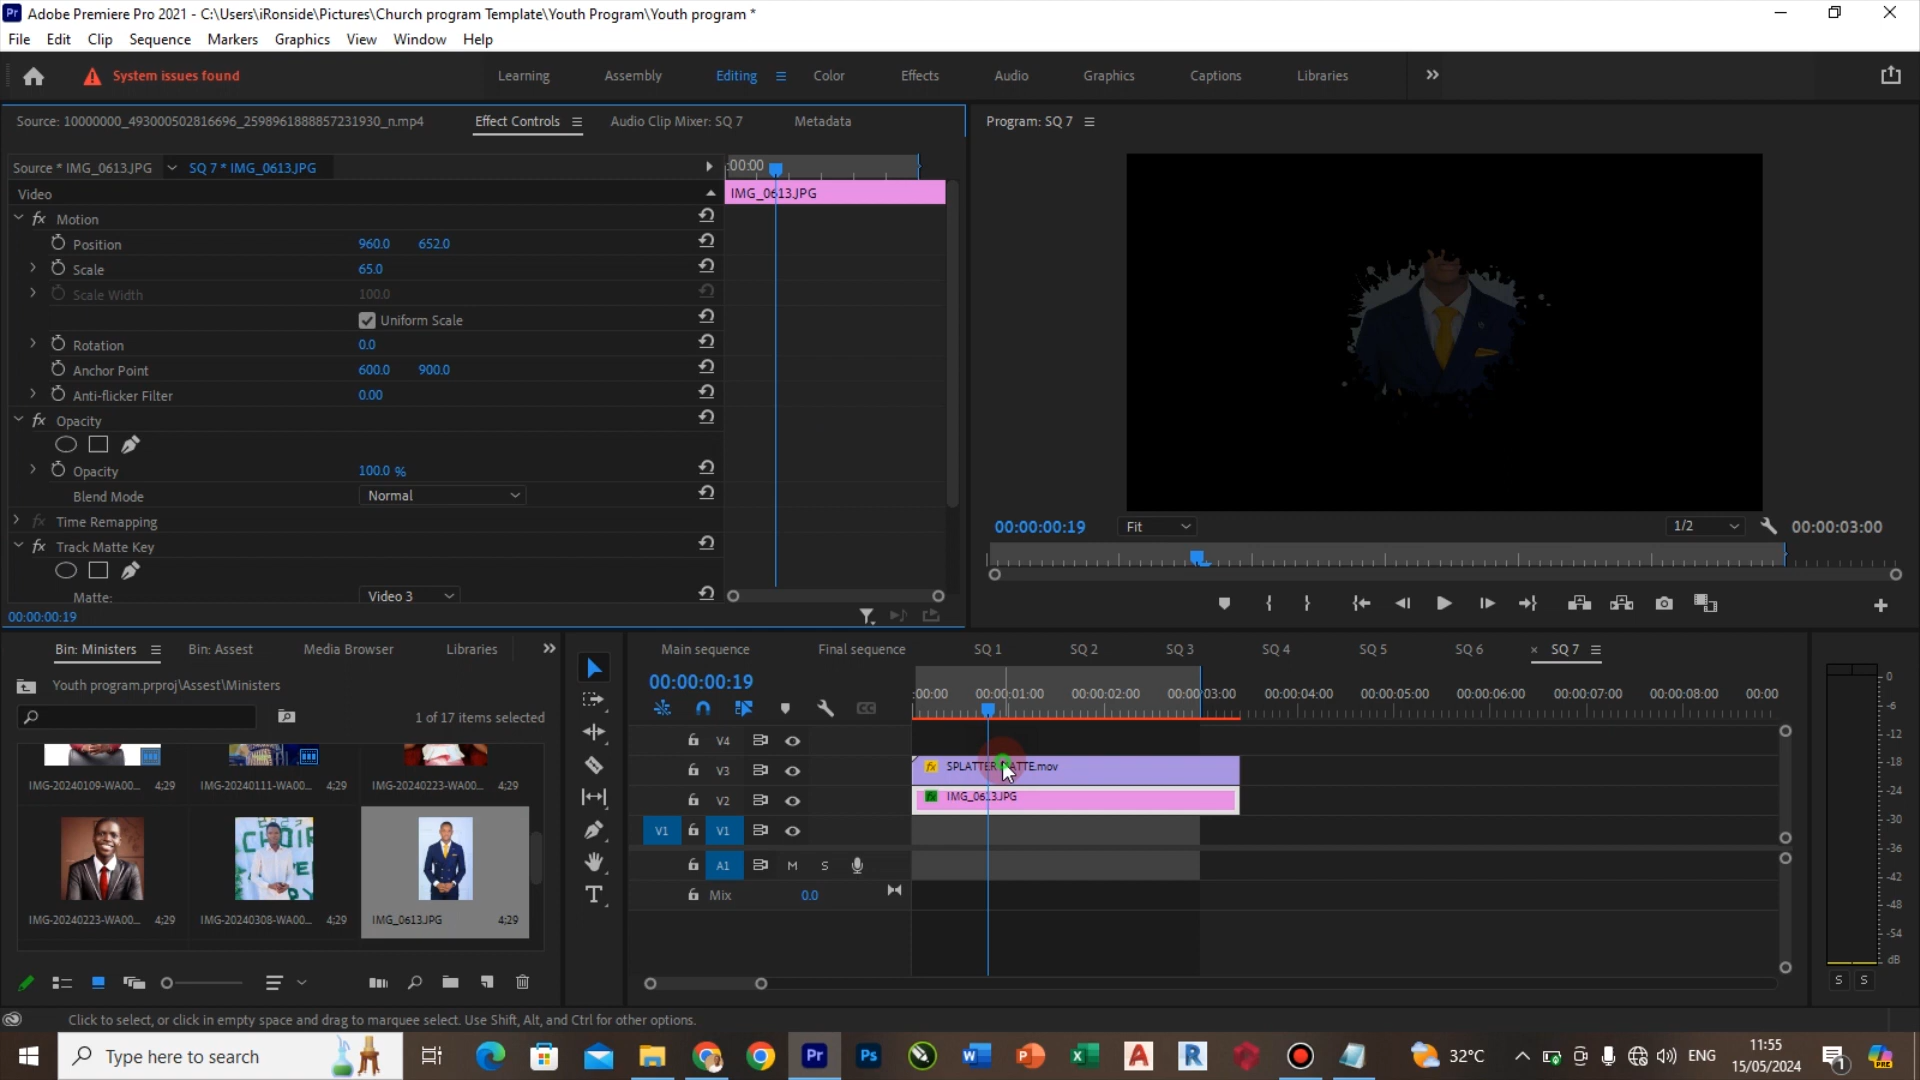 Adobe Premiere Pro 2021 - C:\Users\iRonside\Pictures\Church program Template\Youth Program\Youth program *
File Edit Clip Sequence Markers Graphics View Window Help
System issues found
Learning Assembly Editing Color Effects Audio Graphics Captions Libraries
Source: 10000000_493000502816696_2598961888857231930_n.mp4 Effect Controls Audio Clip Mixer: SQ 7 Metadata
Program: SQ 7
Source * IMG_0613.JPG SQ 7 * IMG_0613.JPG :00:00
Video IMG_0613.JPG
fx Motion
Position 960.0 652.0
Scale 65.0
Scale Width 100.0
Uniform Scale
Rotation 0.0
Anchor Point 600.0 900.0
Anti-flicker Filter 0.00
fx Opacity
Opacity 100.0 %
Blend Mode Normal
fx Time Remapping
fx Track Matte Key
Matte: Video 3
00:00:00:19
00:00:00:19 Fit 1/2 00:00:03:00
Bin: Ministers Bin: Assest Media Browser Libraries
Youth program.prproj\Assest\Ministers
1 of 17 items selected
IMG-20240109-WA00... 4;29 IMG-20240111-WA00... 4;29 IMG-20240223-WA00... 4;29
IMG-20240223-WA00... 4;29 IMG-20240308-WA00... 4;29 IMG_0613.JPG 4;29
Main sequence Final sequence SQ 1 SQ 2 SQ 3 SQ 4 SQ 5 SQ 6 × SQ 7
00:00:00:19
:00:00 00:00:01:00 00:00:02:00 00:00:03:00 00:00:04:00 00:00:05:00 00:00:06:00 00:00:07:00 00:00:08:00 00:00
V4
V3 fx SPLATTER MATTE.mov
V2 fx IMG_0613.JPG
V1 V1
A1 M S
Mix 0.0
0
-6
-12
-18
-24
-30
-36
-42
-48
-54
dB
S S
Click to select, or click in empty space and drag to marquee select. Use Shift, Alt, and Ctrl for other options.
Type here to search
32°C ENG
11:55
15/05/2024
1